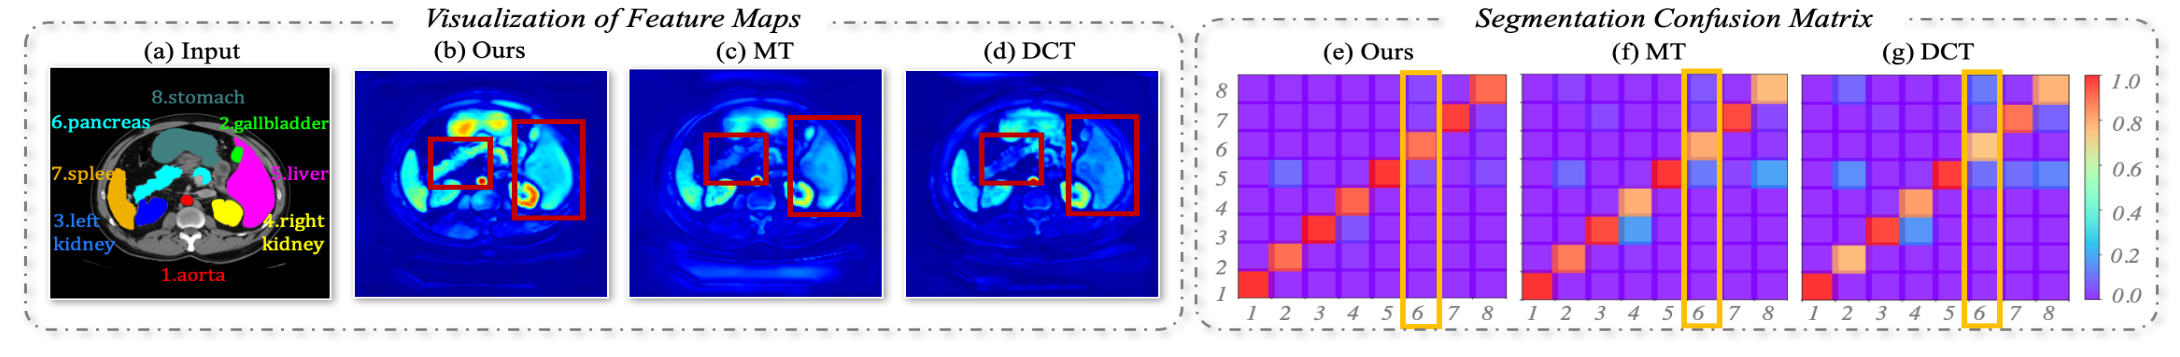 Visualization of Feature Maps
(a) Input
(b) Ours
(c) MT
(d) DCT
8.stomach
6.pancreas
2.gallbladder
7.spleen
5.liver
3.left
kidney
4.right
kidney
1.aorta
Segmentation Confusion Matrix
(e) Ours
(f) MT
(g) DCT
8
7
6
5
4
3
2
1
1 2 3 4 5 6 7 8
1 2 3 4 5 6 7 8
1 2 3 4 5 6 7 8
1.0
0.8
0.6
0.4
0.2
0.0